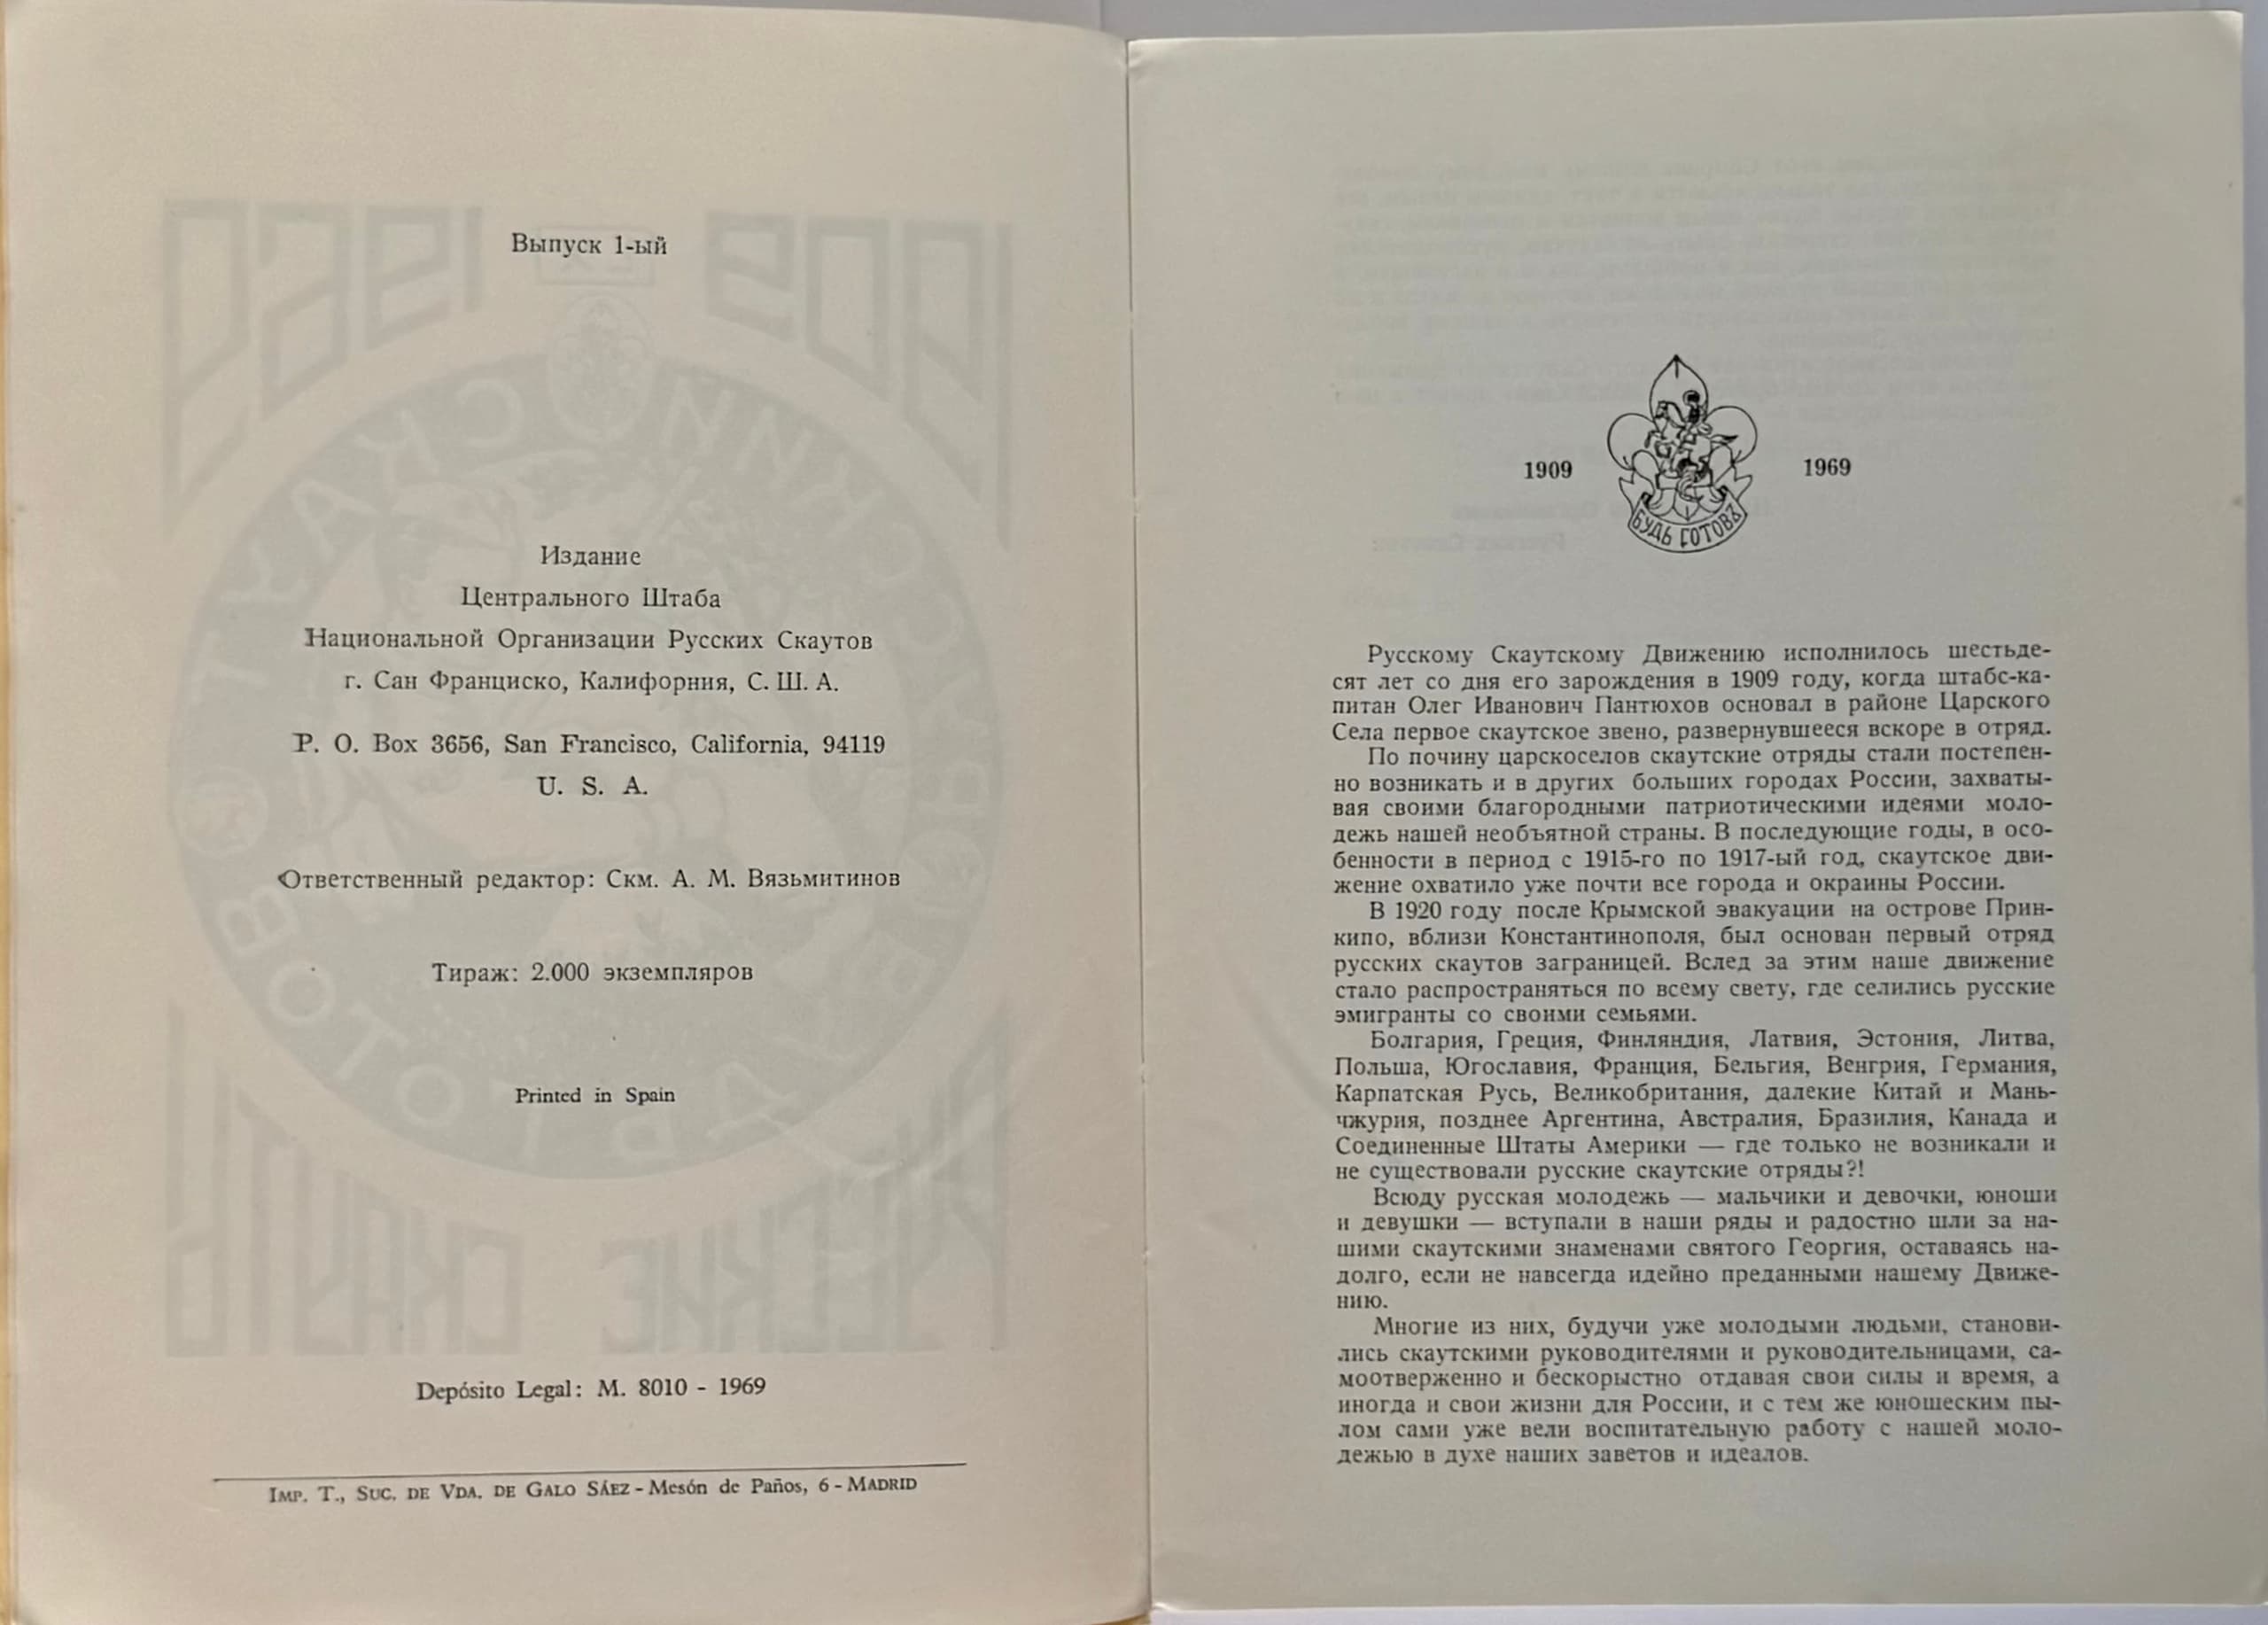 Выпуск 1-ый
Издание
Центрального Штаба
Национальной Организации Русских Скаутов
г. Сан Франциско, Калифорния, С. Ш. А.
P. O. Box 3656, San Francisco, California, 94119
U. S. A.
Ответственный редактор: Скм. А. М. Вязьмитинов
Тираж: 2.000 экземпляров
Printed in Spain
Depósito Legal: M. 8010 - 1969
Imp. T., Suc. de Vda. de Galo Sáez - Mesón de Paños, 6 - Madrid
1909
1969
БУДЬ ГОТОВЪ
Русскому Скаутскому Движению исполнилось шестьде-
сят лет со дня его зарождения в 1909 году, когда штабс-ка-
питан Олег Иванович Пантюхов основал в районе Царского
Села первое скаутское звено, развернувшееся вскоре в отряд.
По почину царскоселов скаутские отряды стали постепен-
но возникать и в других больших городах России, захваты-
вая своими благородными патриотическими идеями моло-
дежь нашей необъятной страны. В последующие годы, в осо-
бенности в период с 1915-го по 1917-ый год, скаутское дви-
жение охватило уже почти все города и окраины России.
В 1920 году после Крымской эвакуации на острове Прин-
кипо, вблизи Константинополя, был основан первый отряд
русских скаутов заграницей. Вслед за этим наше движение
стало распространяться по всему свету, где селились русские
эмигранты со своими семьями.
Болгария, Греция, Финляндия, Латвия, Эстония, Литва,
Польша, Югославия, Франция, Бельгия, Венгрия, Германия,
Карпатская Русь, Великобритания, далекие Китай и Мань-
чжурия, позднее Аргентина, Австралия, Бразилия, Канада и
Соединенные Штаты Америки — где только не возникали и
не существовали русские скаутские отряды?!
Всюду русская молодежь — мальчики и девочки, юноши
и девушки — вступали в наши ряды и радостно шли за на-
шими скаутскими знаменами святого Георгия, оставаясь на-
долго, если не навсегда идейно преданными нашему Движе-
нию.
Многие из них, будучи уже молодыми людьми, станови-
лись скаутскими руководителями и руководительницами, са-
моотверженно и бескорыстно отдавая свои силы и время, а
иногда и свои жизни для России, и с тем же юношеским пы-
лом сами уже вели воспитательную работу с нашей моло-
дежью в духе наших заветов и идеалов.